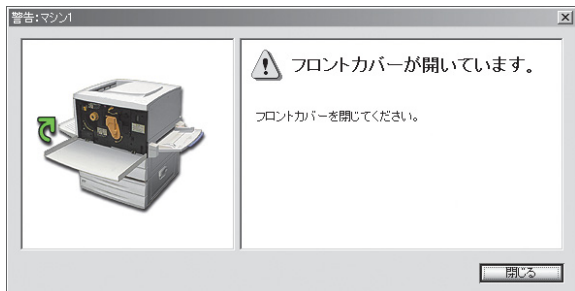 警告:マシン1
フロントカバーが開いています。
フロントカバーを閉じてください。
閉じる